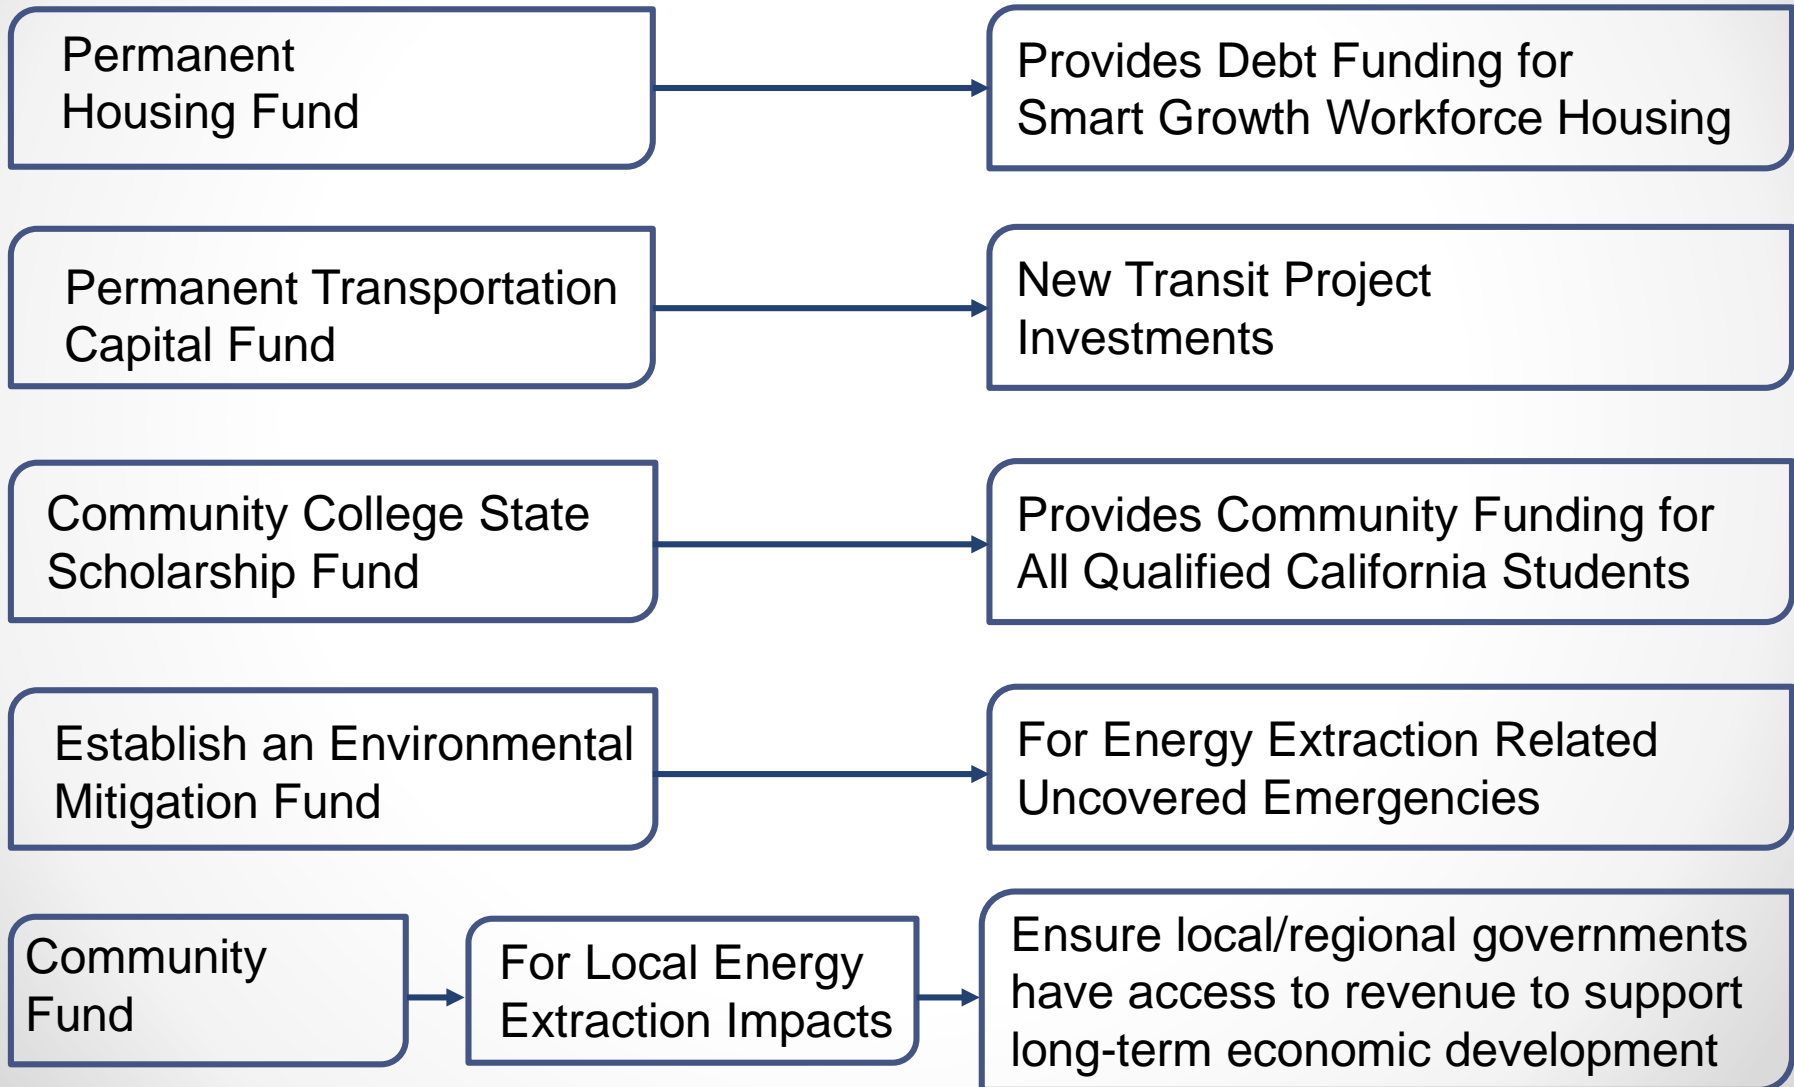 Permanent
Housing Fund
Provides Debt Funding for
Smart Growth Workforce Housing
Permanent Transportation
Capital Fund
New Transit Project
Investments
Community College State
Scholarship Fund
Provides Community Funding for
All Qualified California Students
Establish an Environmental
Mitigation Fund
For Energy Extraction Related
Uncovered Emergencies
Community
Fund
For Local Energy
Extraction Impacts
Ensure local/regional governments
have access to revenue to support
long-term economic development